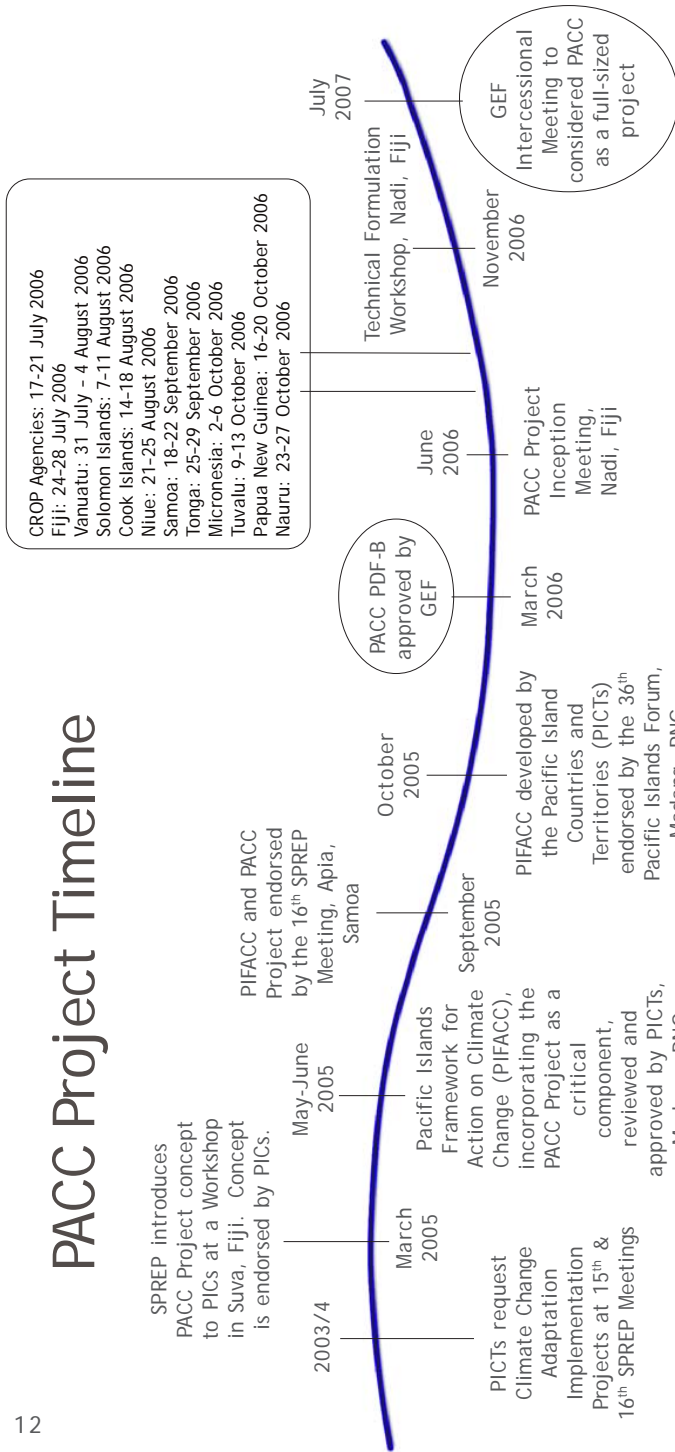 12
PACC Project Timeline
2003/4
PICTs request
Climate Change
Adaptation
Implementation
Projects at 15th &
16th SPREP Meetings
SPREP introduces
PACC Project concept
to PICs at a Workshop
in Suva, Fiji. Concept
is endorsed by PICs.
March
2005
May-June
2005
Pacific Islands
Framework for
Action on Climate
Change (PIFACC),
incorporating the
PACC Project as a
critical
component,
reviewed and
approved by PICTs,
Madang, PNG
PIFACC and PACC
Project endorsed
by the 16th SPREP
Meeting, Apia,
Samoa
September
2005
October
2005
PIFACC developed by
the Pacific Island
Countries and
Territories (PICTs)
endorsed by the 36th
Pacific Islands Forum,
Madang, PNG
PACC PDF-B
approved by
GEF
March
2006
June
2006
PACC Project
Inception
Meeting,
Nadi, Fiji
CROP Agencies: 17-21 July 2006
Fiji: 24-28 July 2006
Vanuatu: 31 July - 4 August 2006
Solomon Islands: 7-11 August 2006
Cook Islands: 14-18 August 2006
Niue: 21-25 August 2006
Samoa: 18-22 September 2006
Tonga: 25-29 September 2006
Micronesia: 2-6 October 2006
Tuvalu: 9-13 October 2006
Papua New Guinea: 16-20 October 2006
Nauru: 23-27 October 2006
Technical Formulation
Workshop, Nadi, Fiji
November
2006
July
2007
GEF
Intercessional
Meeting to
considered PACC
as a full-sized
project